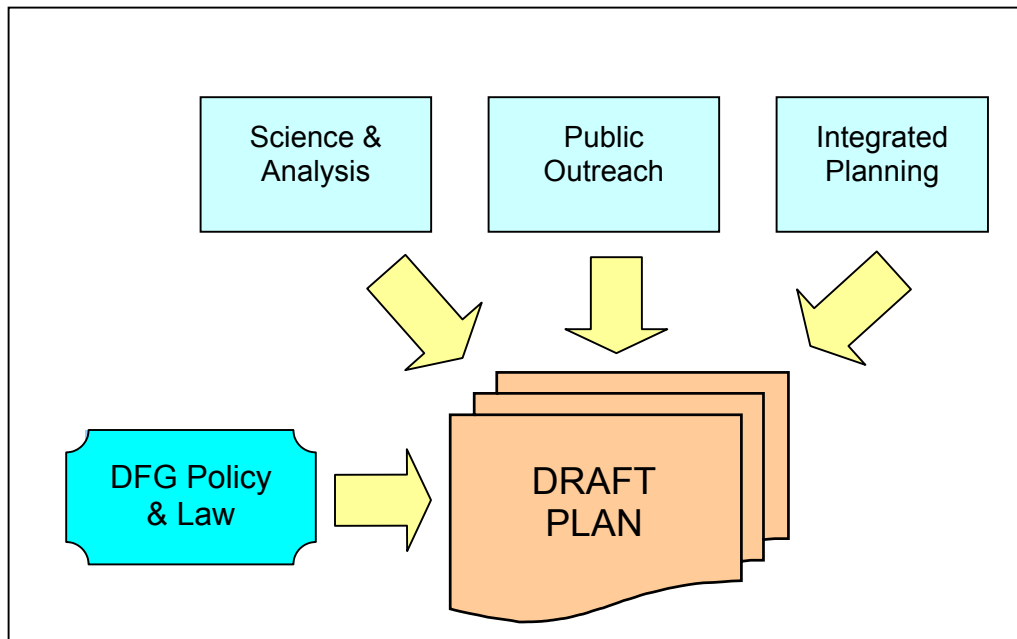 Science &
Analysis
Public
Outreach
Integrated
Planning
DFG Policy
& Law
DRAFT
PLAN